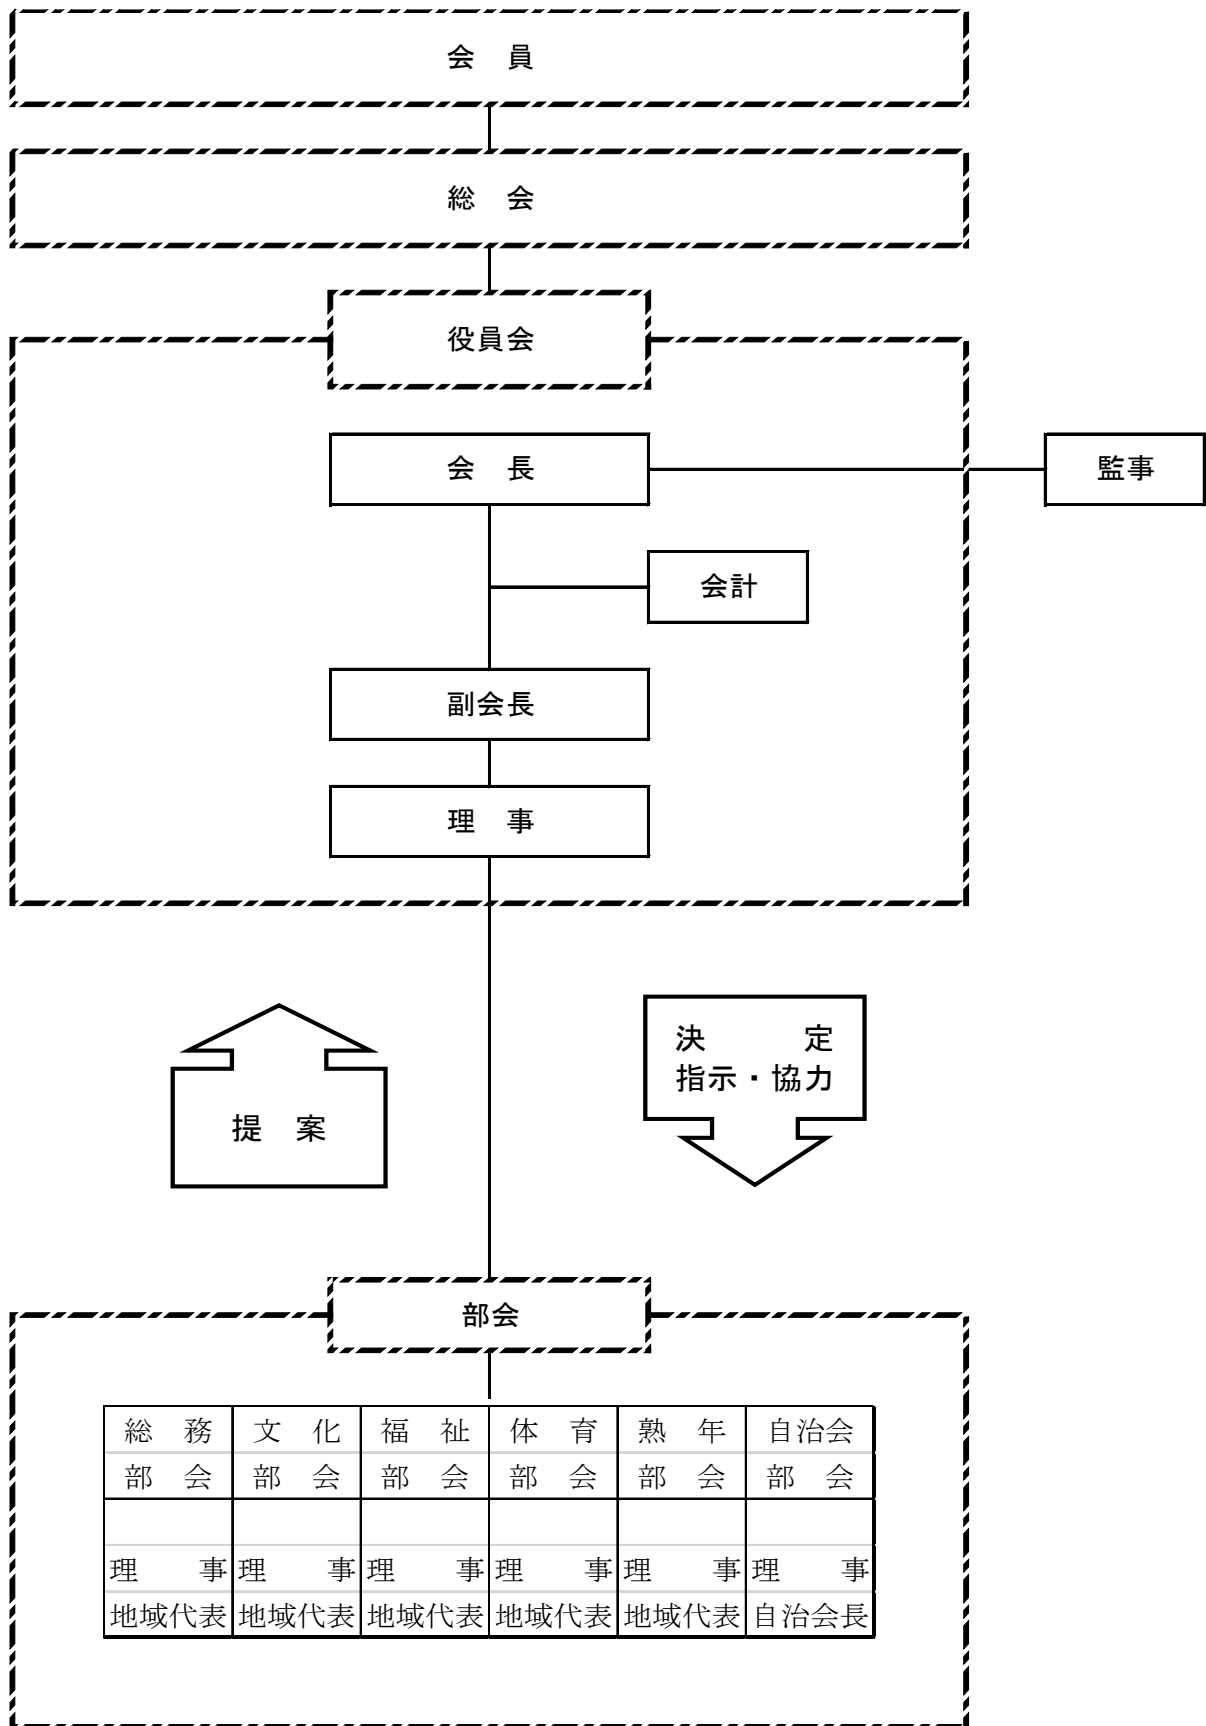 会　員
総　会
役員会
会　長
監事
会計
副会長
理　事
決　　　定
指示・協力
提　案
部会
総　務　文　化　福　祉　体　育　熟　年　自治会
部　会　部　会　部　会　部　会　部　会　部　会
理　　　事　理　　　事　理　　　事　理　　　事　理　　　事　理　　　事
地域代表　地域代表　地域代表　地域代表　地域代表　自治会長